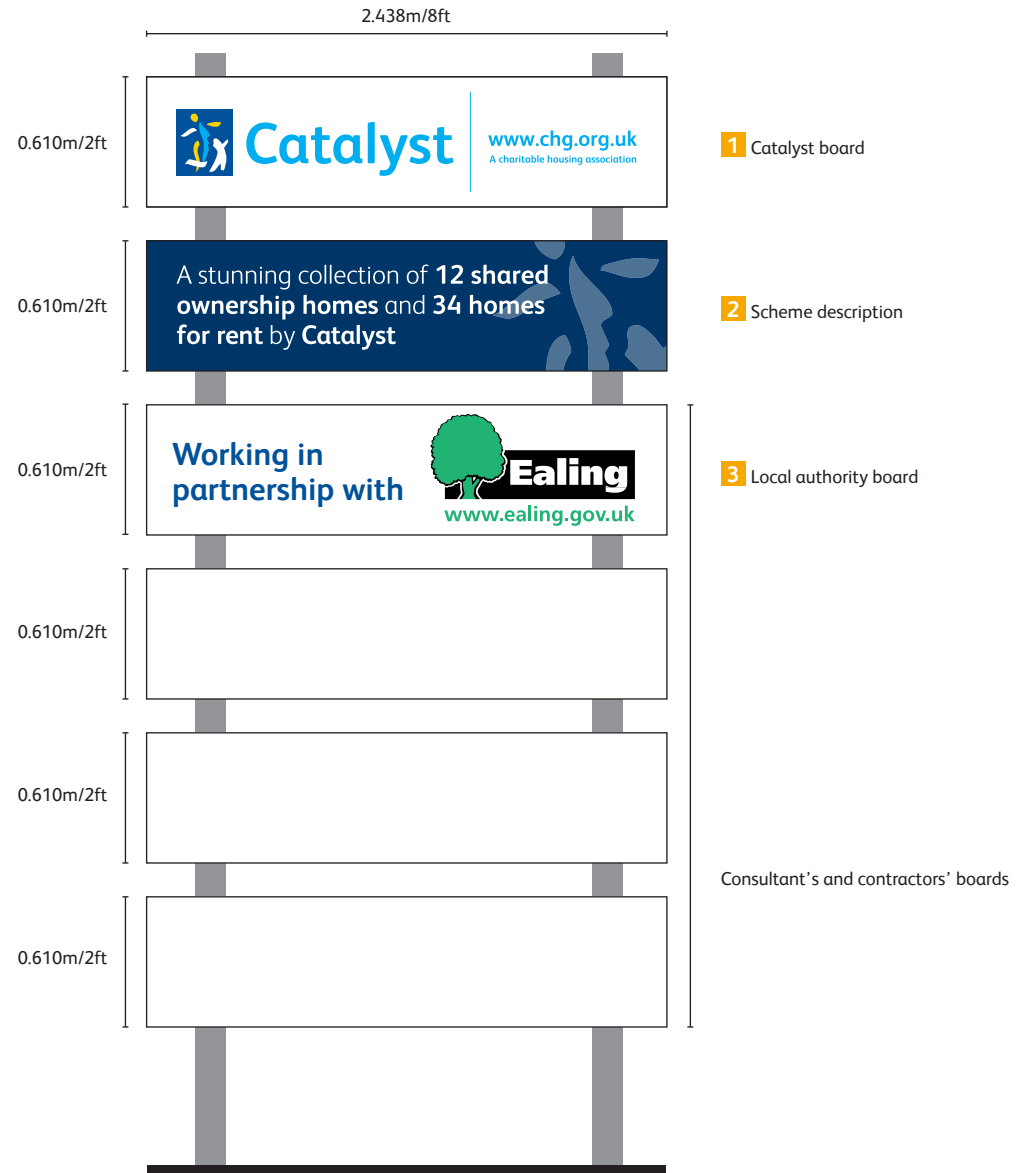 2.438m/8ft
0.610m/2ft
Catalyst
www.chg.org.uk
A charitable housing association
1 Catalyst board
0.610m/2ft
A stunning collection of 12 shared
ownership homes and 34 homes
for rent by Catalyst
2 Scheme description
0.610m/2ft
Working in
partnership with
Ealing
www.ealing.gov.uk
3 Local authority board
0.610m/2ft
0.610m/2ft
Consultant’s and contractors’ boards
0.610m/2ft